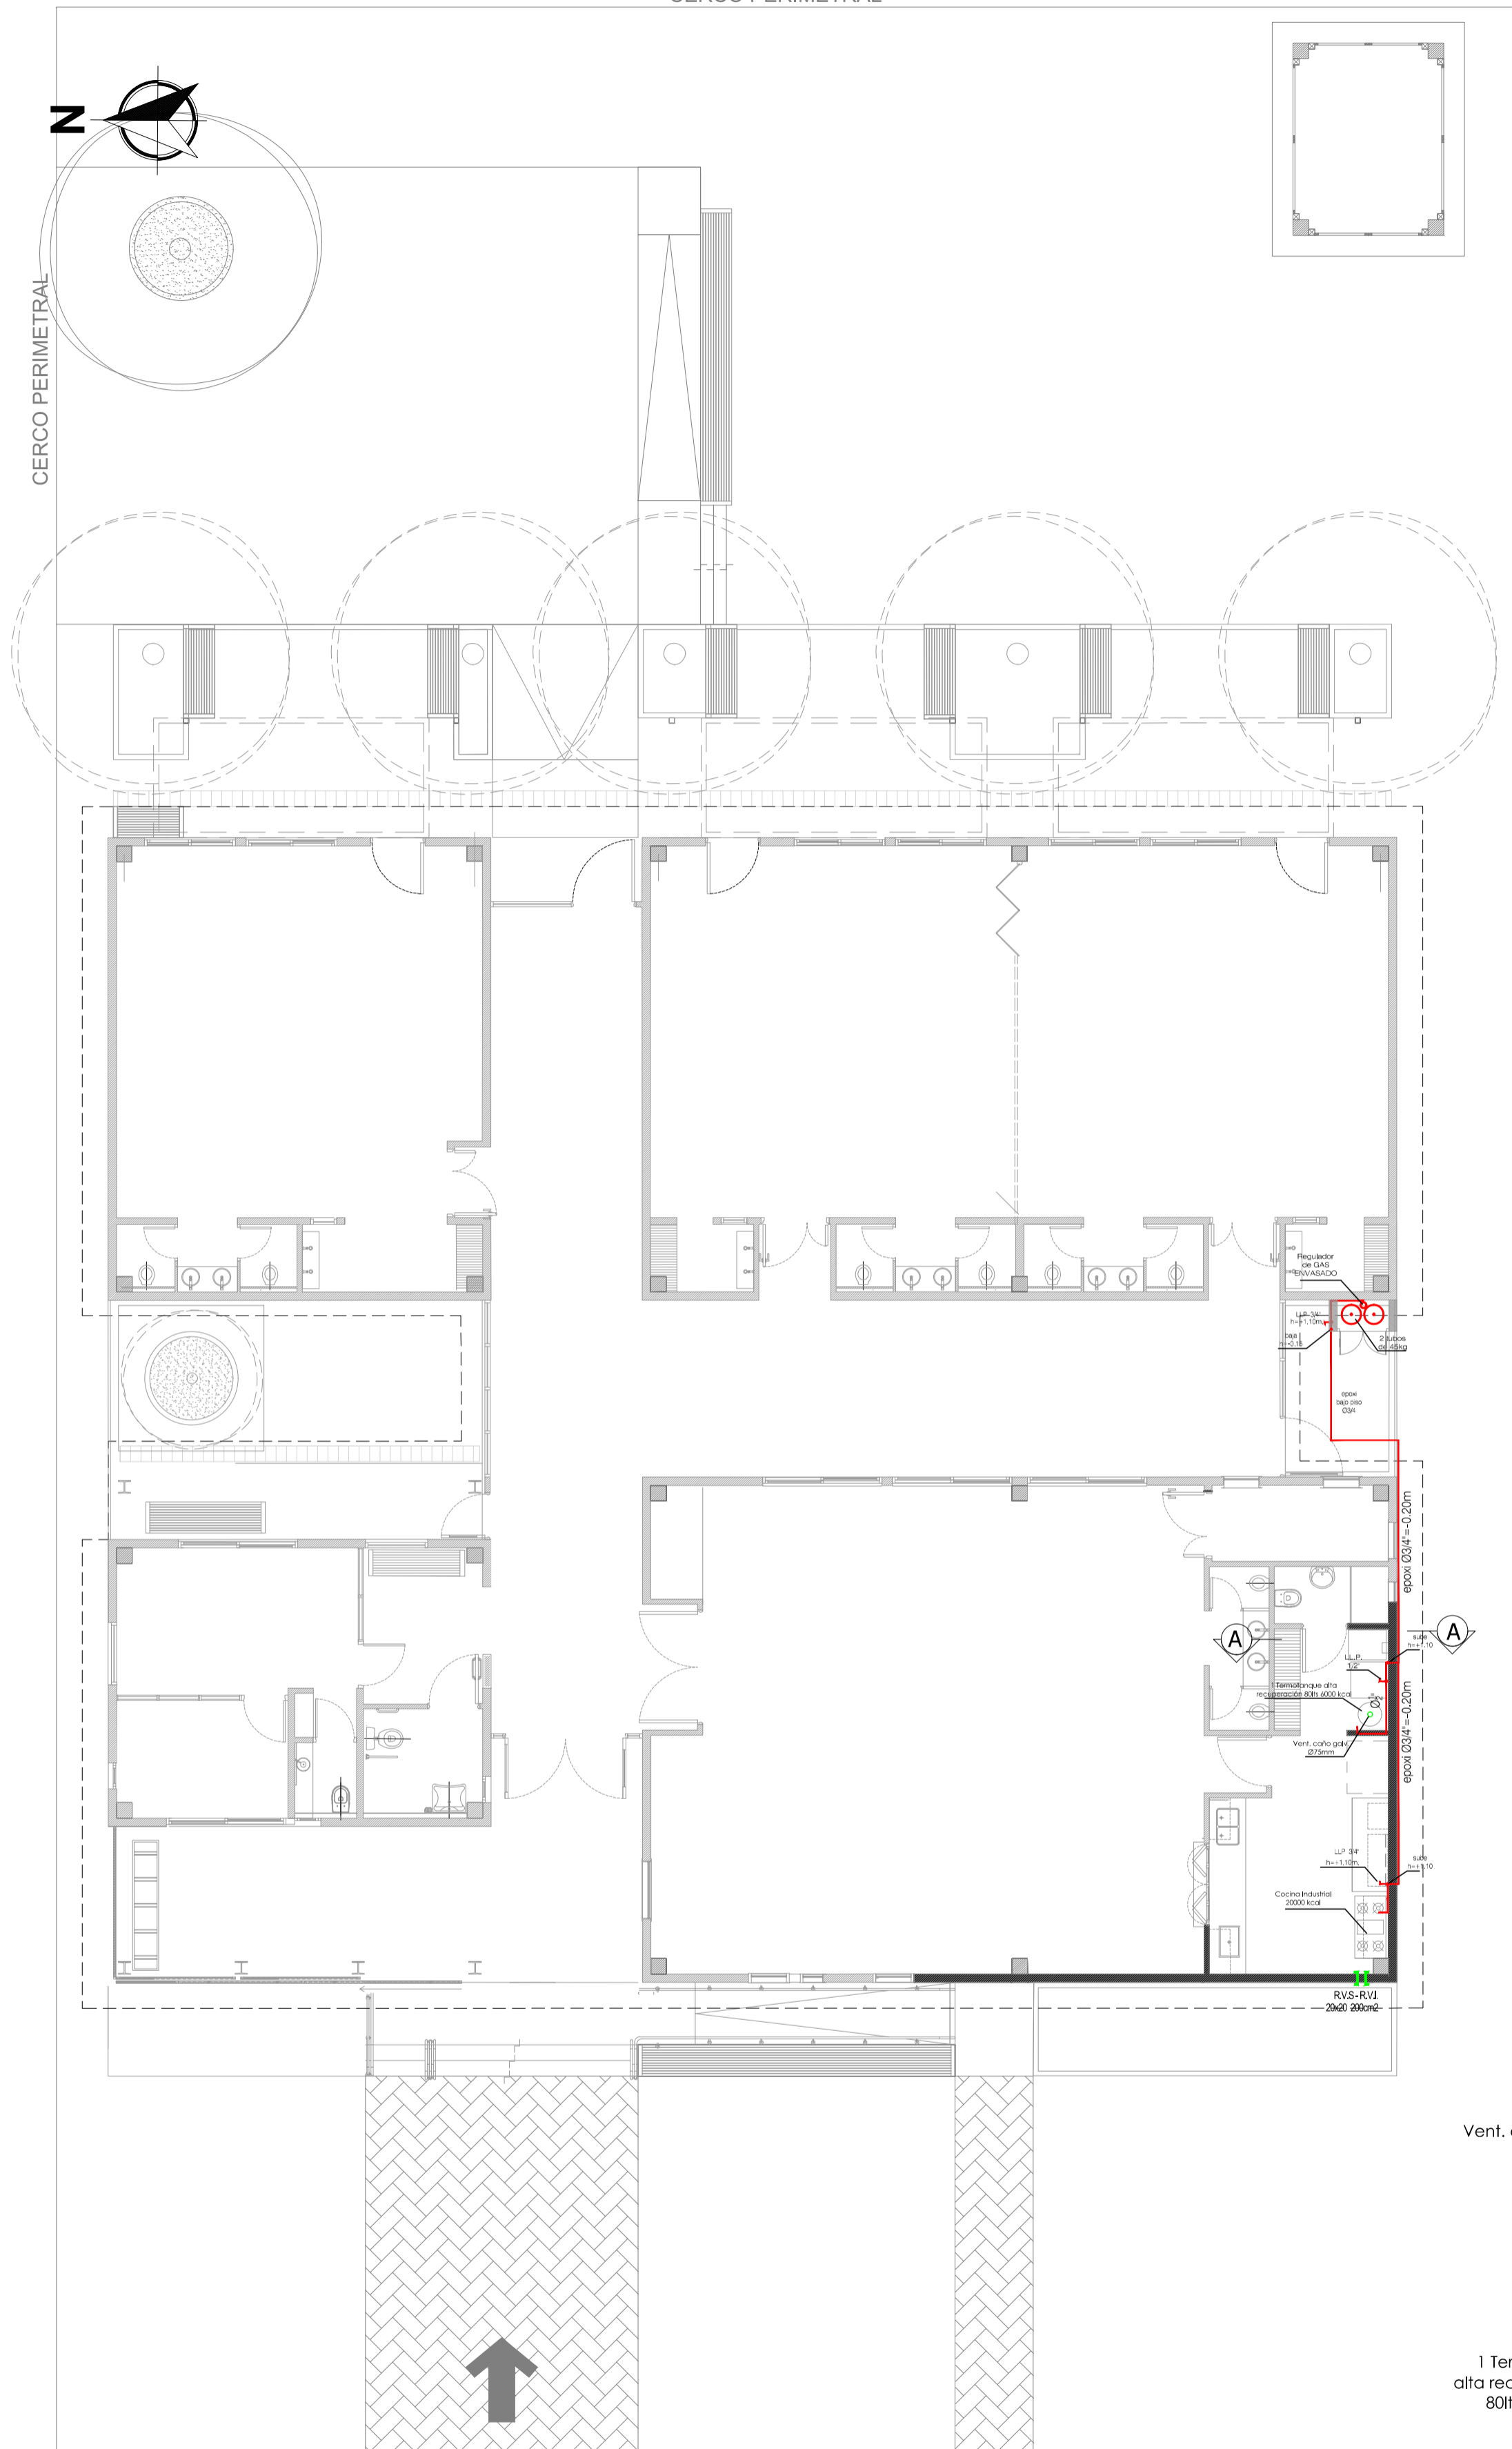 CERCO PERIMETRAL
N
CERCO PERIMETRAL
Regulador
de GAS
ENVASADO
LLP 3/4"
h=+1,10m.
baja
h=-0,15
2 tubos
de 45kg
epoxi
bajo piso
Ø3/4
epoxi Ø3/4"=-0.20m
A
A
sube
h=+1.10
L.L.P.
1/2"
1 Termotanque alta
recuperación 80lts 6000 kcal
Vent. caño galv.
Ø75mm
epoxi Ø3/4"=-0.20m
LLP 3/4"
h=+1,10m.
sube
h=+1.10
Cocina Industrial
20000 kcal
R.V.S - R.V.I.
20x20 200cm2
Vent.
1 Ter
alta rec
80lt